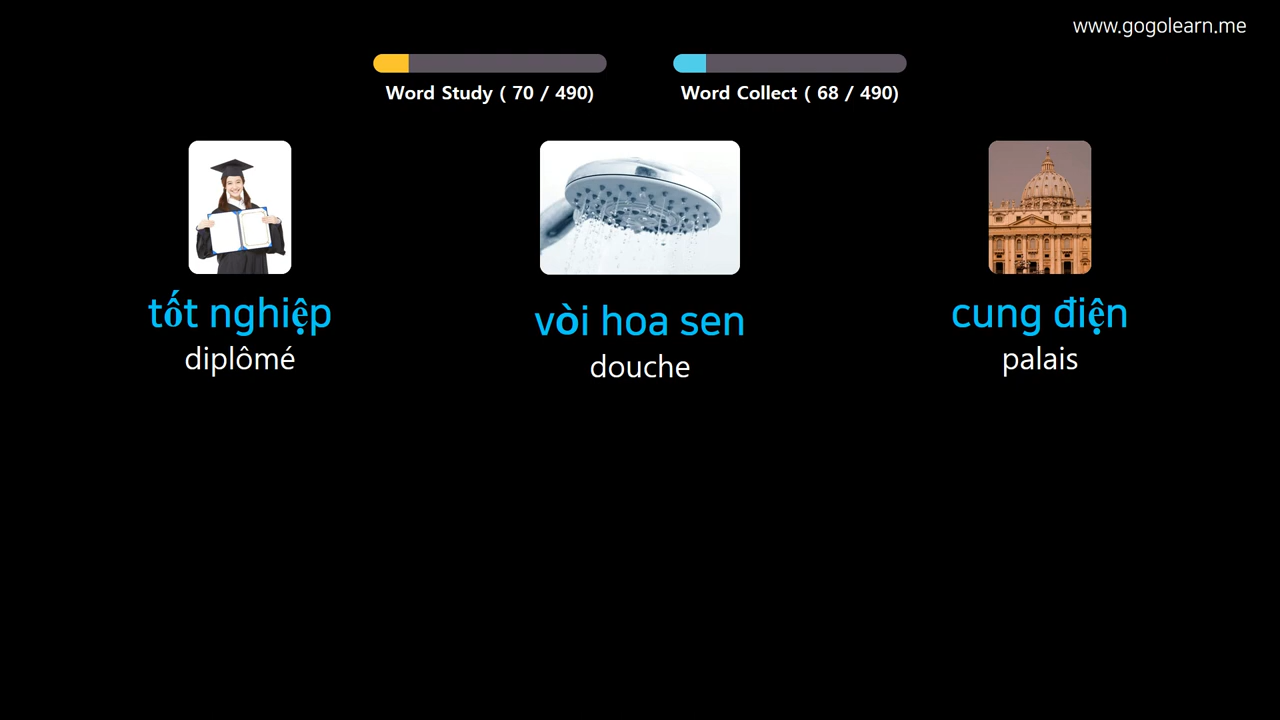 www.gogolearn.me
Word Study ( 70 / 490)
Word Collect ( 68 / 490)
tốt nghiệp
diplômé
vòi hoa sen
douche
cung điện
palais